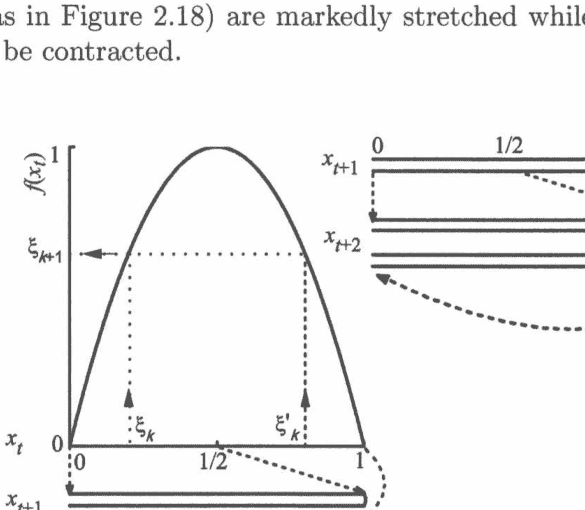 as in Figure 2.18) are markedly stretched while
be contracted.
0 1/2
1
f(x_t)
x_{t+1}
ξ_{k+1}
x_{t+2}
ξ_k ξ'_k
x_t 0
0 1/2 1
x_{t+1}